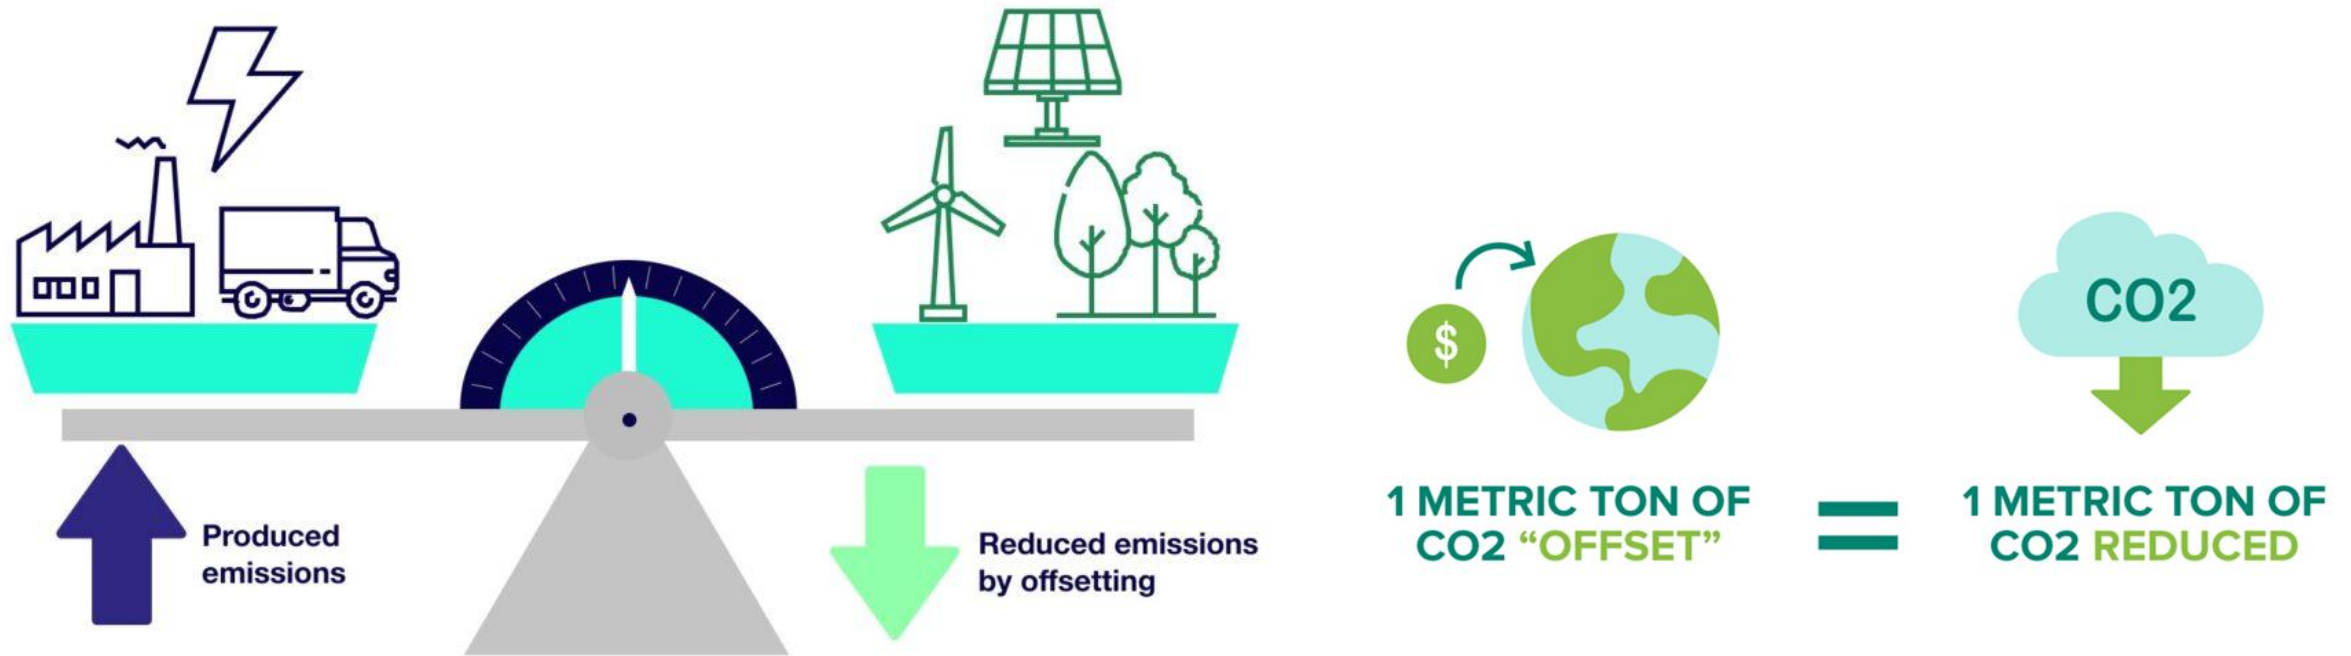 Produced
emissions
Reduced emissions
by offsetting
$
1 METRIC TON OF
CO2 “OFFSET”
=
CO2
1 METRIC TON OF
CO2 REDUCED